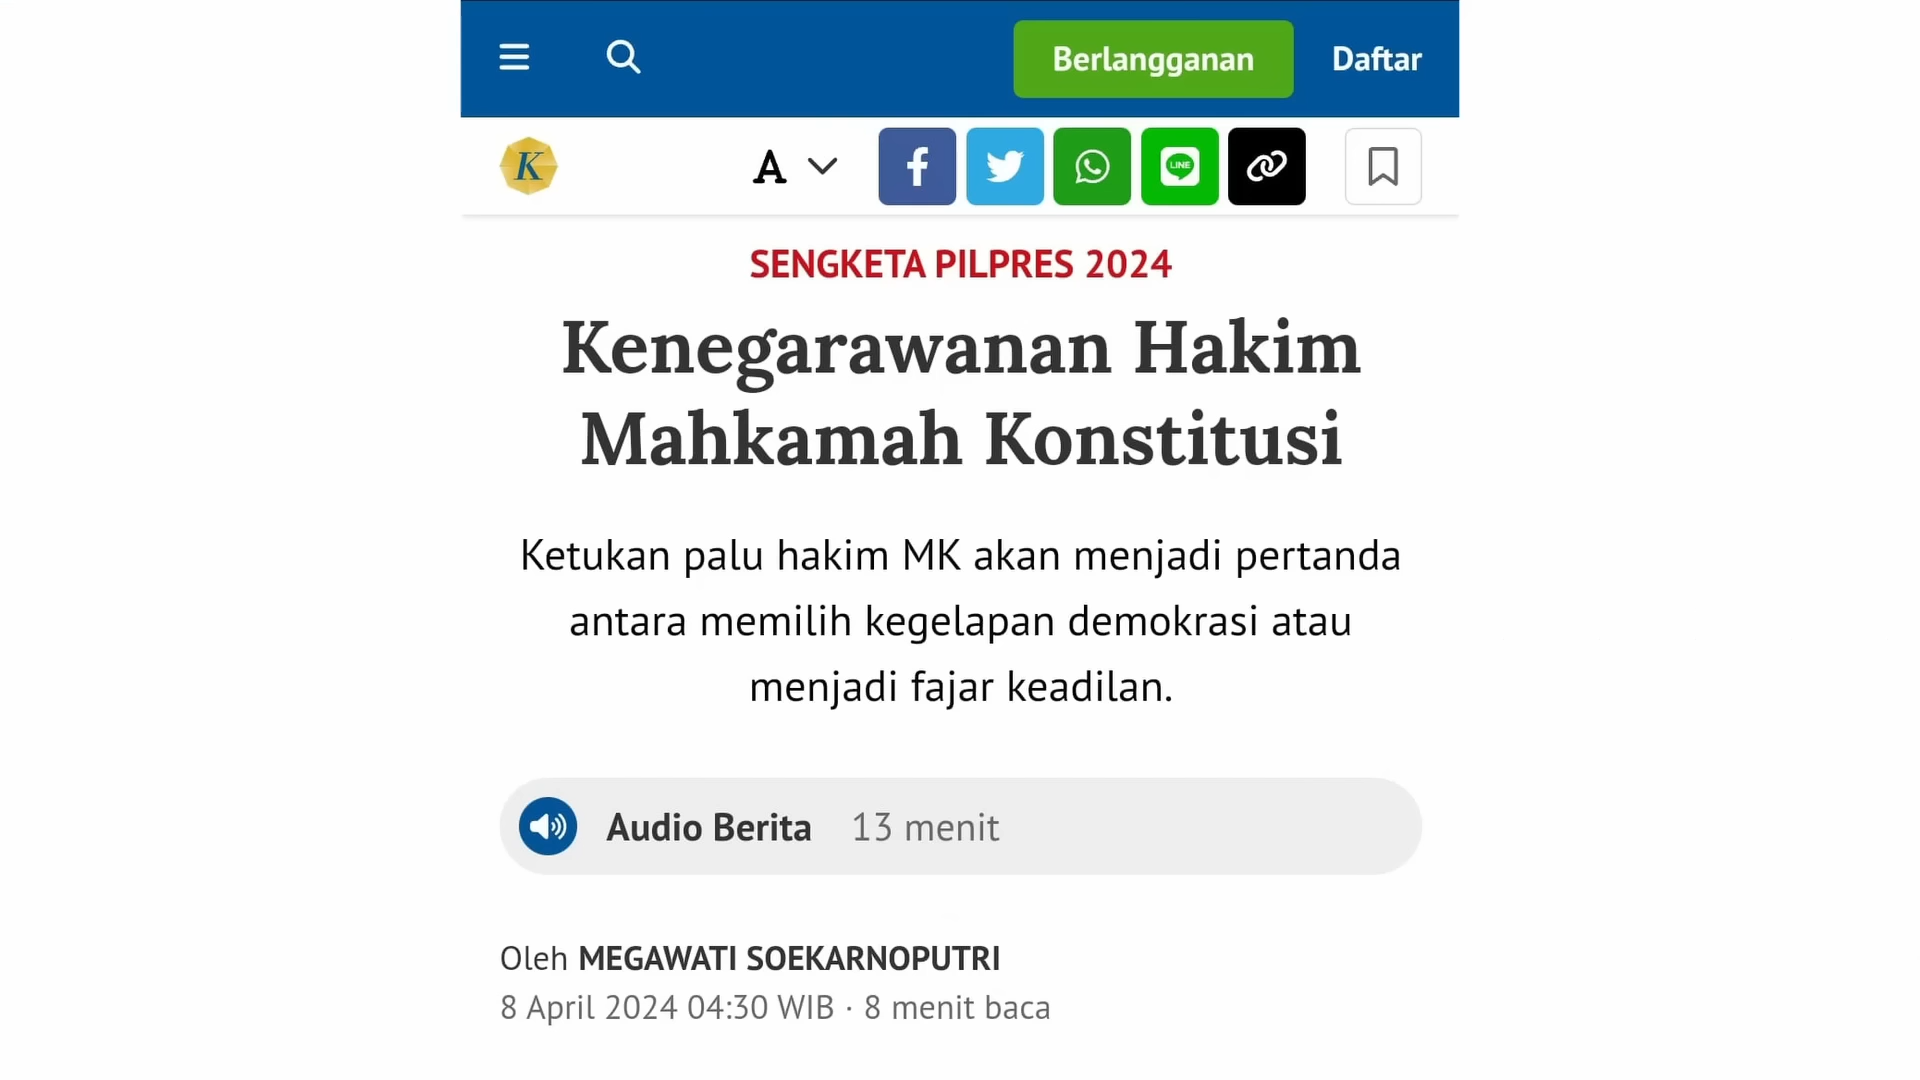 Berlangganan Daftar
K A LINE
SENGKETA PILPRES 2024
Kenegarawanan Hakim
Mahkamah Konstitusi
Ketukan palu hakim MK akan menjadi pertanda
antara memilih kegelapan demokrasi atau
menjadi fajar keadilan.
Audio Berita 13 menit
Oleh MEGAWATI SOEKARNOPUTRI
8 April 2024 04:30 WIB · 8 menit baca